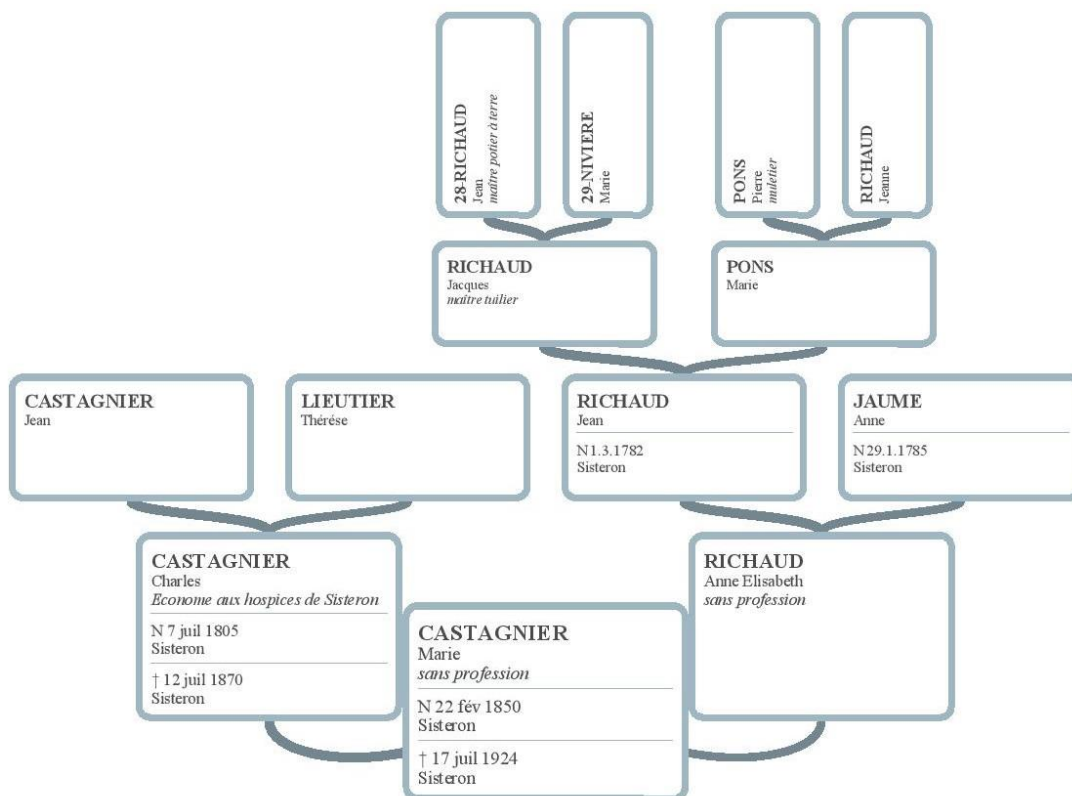 28-RICHAUD
Jean
maître potier à terre
29-NIVIERE
Marie
PONS
Pierre
muletier
RICHAUD
Jeanne
RICHAUD
Jacques
maître tuilier
PONS
Marie
CASTAGNIER
Jean
LIEUTIER
Thérése
RICHAUD
Jean
N 1.3.1782
Sisteron
JAUME
Anne
N 29.1.1785
Sisteron
CASTAGNIER
Charles
Econome aux hospices de Sisteron
N 7 juil 1805
Sisteron
† 12 juil 1870
Sisteron
RICHAUD
Anne Elisabeth
sans profession
CASTAGNIER
Marie
sans profession
N 22 fév 1850
Sisteron
† 17 juil 1924
Sisteron